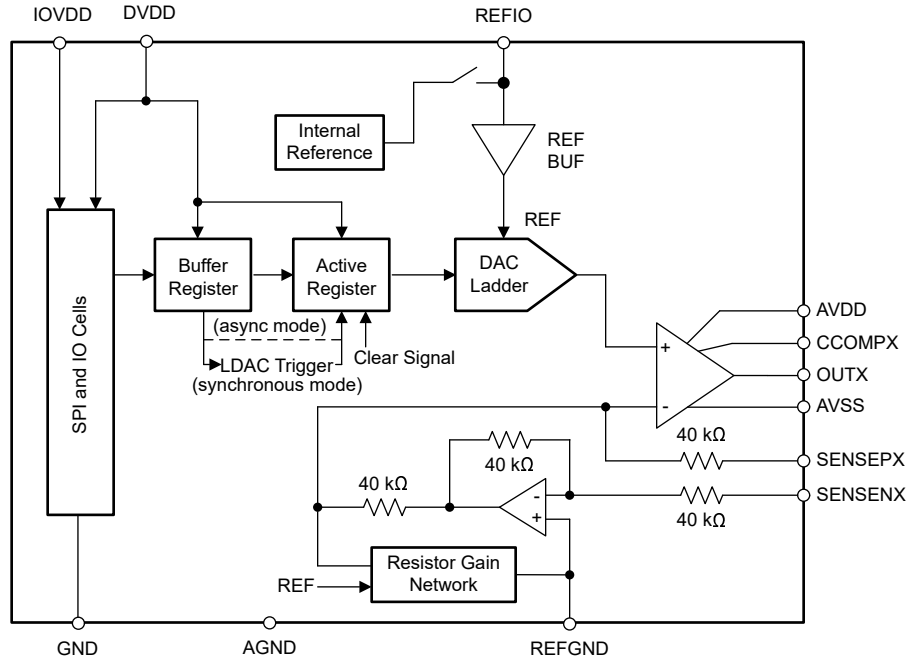 IOVDD
DVDD
REFIO
Internal
Reference
REF
BUF
REF
SPI and IO Cells
Buffer
Register
Active
Register
DAC
Ladder
(async mode)
LDAC Trigger
(synchronous mode)
Clear Signal
+
-
AVDD
CCOMPX
OUTX
AVSS
40 kΩ
SENSEPX
40 kΩ
40 kΩ
-
+
SENSENX
40 kΩ
Resistor Gain
Network
REF
GND
AGND
REFGND